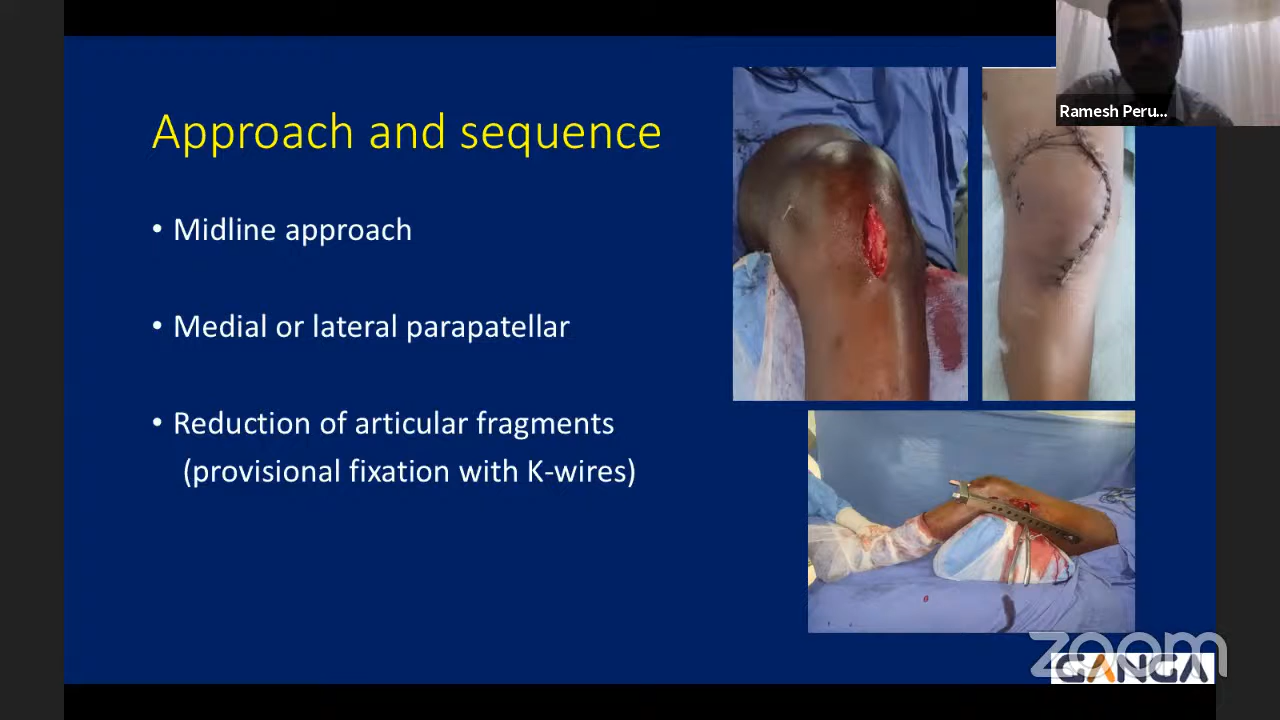 Approach and sequence
• Midline approach
• Medial or lateral parapatellar
• Reduction of articular fragments
(provisional fixation with K-wires)
Ramesh Peru...
zoom
GANGA